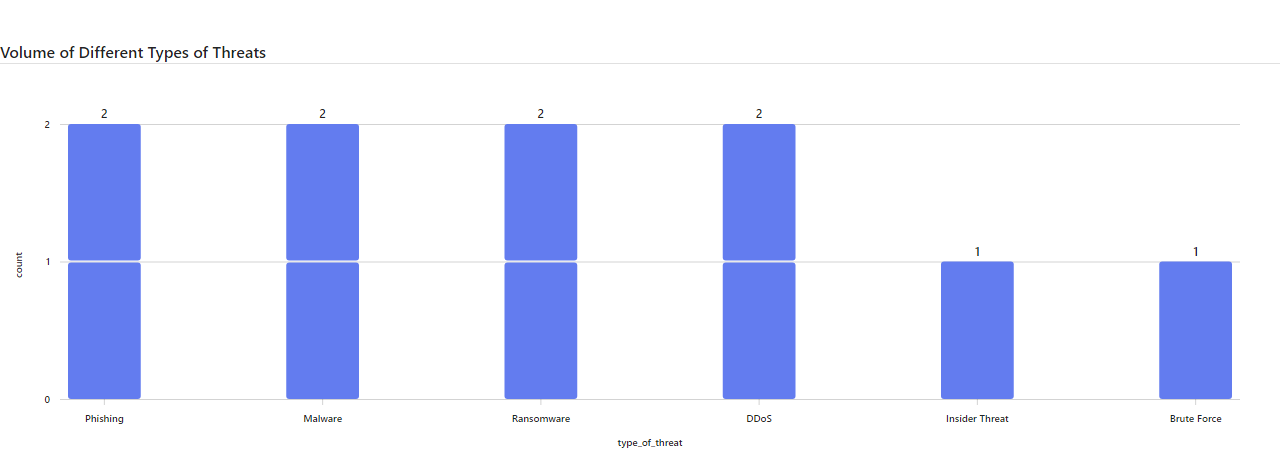 Volume of Different Types of Threats
2 2 2 2
2
1 1
count
1
0
Phishing Malware Ransomware DDoS Insider Threat Brute Force
type_of_threat